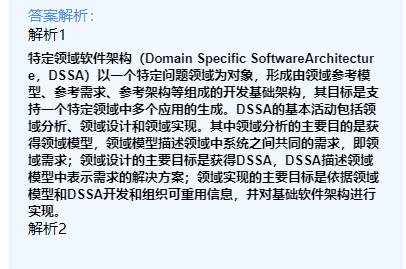 答案解析：
解析1
特定领域软件架构（Domain Specific SoftwareArchitectur
e，DSSA）以一个特定问题领域为对象，形成由领域参考模
型、参考需求、参考架构等组成的开发基础架构，其目标是支
持一个特定领域中多个应用的生成。DSSA的基本活动包括领
域分析、领域设计和领域实现。其中领域分析的主要目的是获
得领域模型，领域模型描述领域中系统之间共同的需求，即领
域需求；领域设计的主要目标是获得DSSA，DSSA描述领域
模型中表示需求的解决方案；领域实现的主要目标是依据领域
模型和DSSA开发和组织可重用信息，并对基础软件架构进行
实现。
解析2